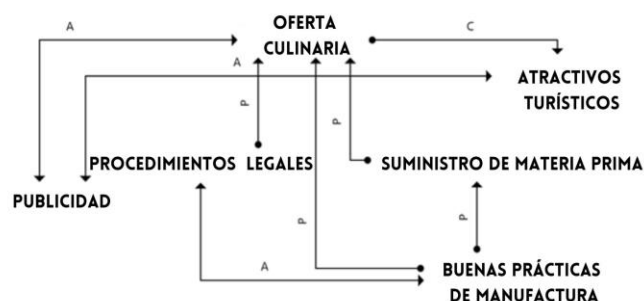 OFERTA
CULINARIA
A
C
A
ATRACTIVOS
TURÍSTICOS
P
P
PROCEDIMIENTOS LEGALES
SUMINISTRO DE MATERIA PRIMA
PUBLICIDAD
P
P
A
BUENAS PRÁCTICAS
DE MANUFACTURA